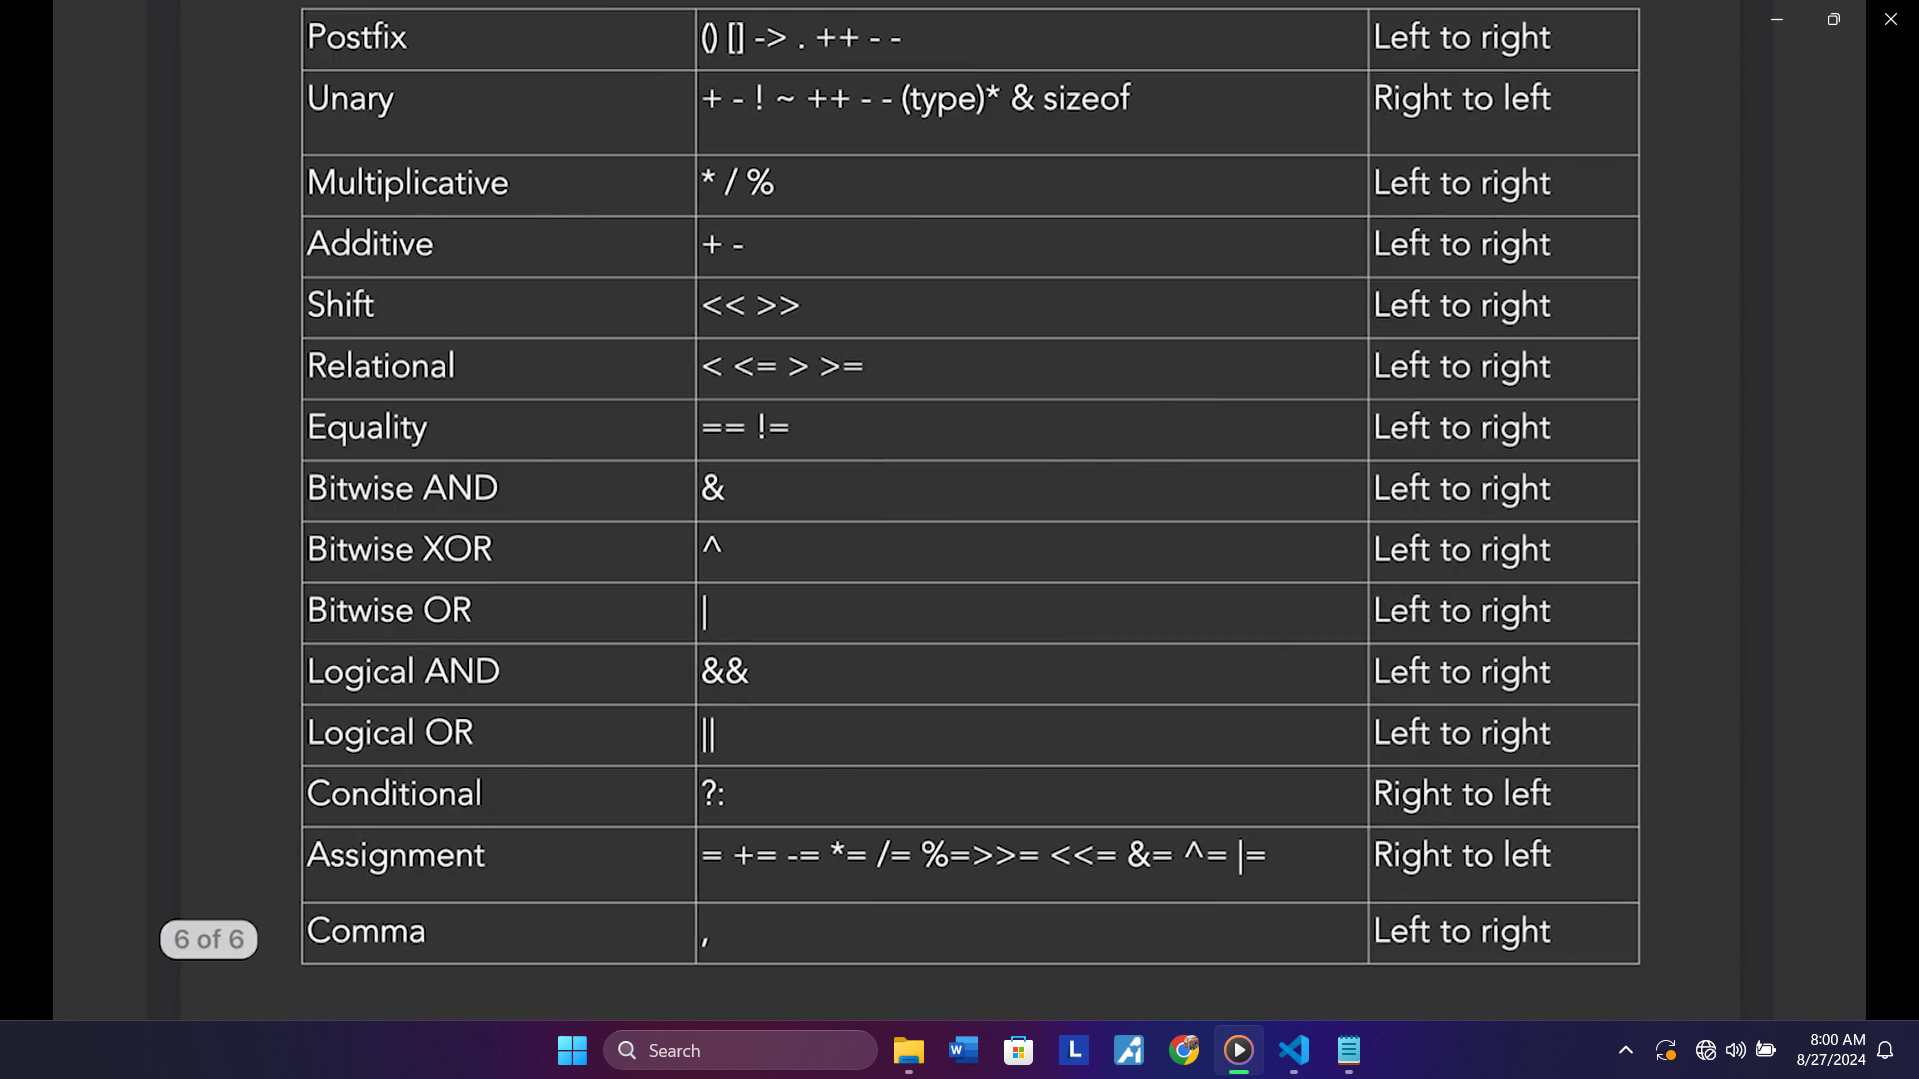 Postfix () [] -> . ++ - - Left to right
Unary + - ! ~ ++ - - (type)* & sizeof Right to left
Multiplicative * / % Left to right
Additive + - Left to right
Shift << >> Left to right
Relational < <= > >= Left to right
Equality == != Left to right
Bitwise AND & Left to right
Bitwise XOR ^ Left to right
Bitwise OR | Left to right
Logical AND && Left to right
Logical OR || Left to right
Conditional ?: Right to left
Assignment = += -= *= /= %=>>= <<= &= ^= |= Right to left
Comma , Left to right
6 of 6
Search
8:00 AM
8/27/2024